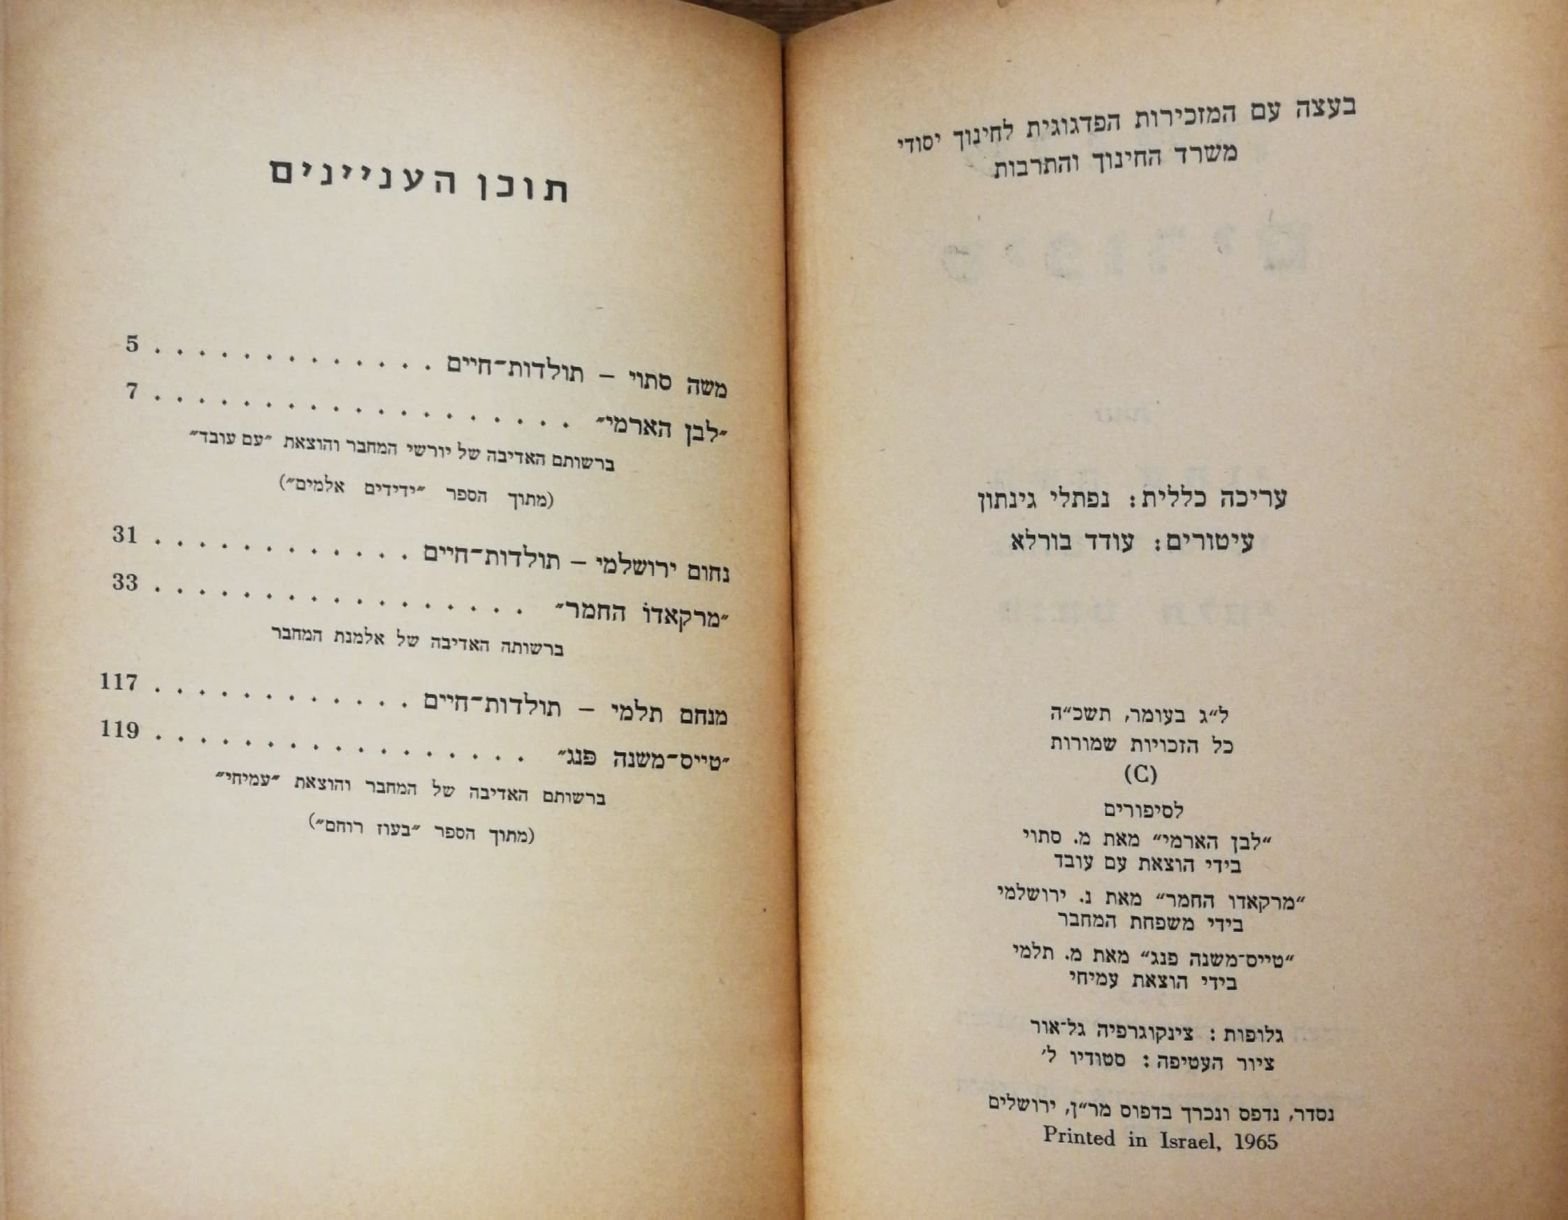 בעצה עם המזכירות הפדגוגית לחינוך יסודי
משרד החינוך והתרבות
עריכה כללית: נפתלי גינתון
עיטורים: עודד בורלא
ל״ג בעומר, תשכ״ה
כל הזכויות שמורות
(C)
לסיפורים
״לבן הארמי״ מאת מ. סתוי
בידי הוצאת עם עובד
״מרקאדו החמר״ מאת נ. ירושלמי
בידי משפחת המחבר
״טייס־משנה פנג״ מאת מ. תלמי
בידי הוצאת עמיחי
גלופות : צינקוגרפיה גל־אור
ציור העטיפה : סטודיו ל׳
נסדר, נדפס ונכרך בדפוס מר״ן, ירושלים
Printed in Israel, 1965
תוכן העניינים
משה סתוי – תולדות־חיים . . . . . . . . . . . . . 5
״לבן הארמי״ . . . . . . . . . . . . . . . . . . . 7
ברשותם האדיבה של יורשי המחבר והוצאת ״עם עובד״
(מתוך הספר ״ידידים אלמים״)
נחום ירושלמי – תולדות־חיים . . . . . . . . . . . . 31
״מרקאדוֹ החמר״ . . . . . . . . . . . . . . . . . 33
ברשותה האדיבה של אלמנת המחבר
מנחם תלמי – תולדות־חיים . . . . . . . . . . . . 117
״טייס־משנה פנג״ . . . . . . . . . . . . . . . . . 119
ברשותם האדיבה של המחבר והוצאת ״עמיחי״
(מתוך הספר ״בעוז רוחם״)